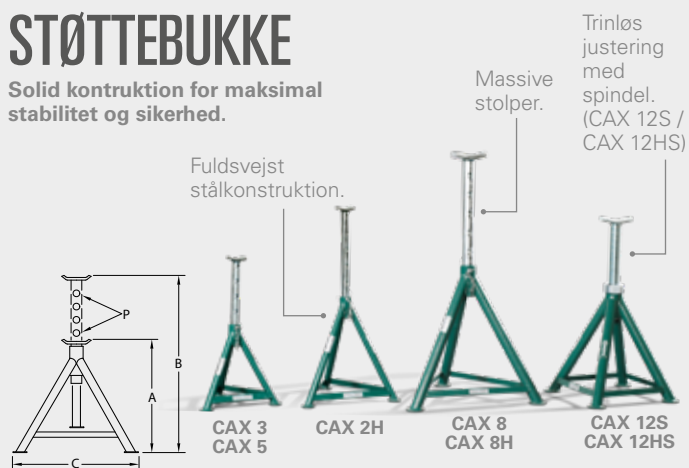 STØTTEBUKKE
Solid kontruktion for maksimal
stabilitet og sikerhed.
Fuldsvejst
stålkonstruktion.
Massive
stolper.
Trinløs
justering
med
spindel.
(CAX 12S /
CAX 12HS)
P
B
A
C
CAX 3
CAX 5
CAX 2H
CAX 8
CAX 8H
CAX 12S
CAX 12HS